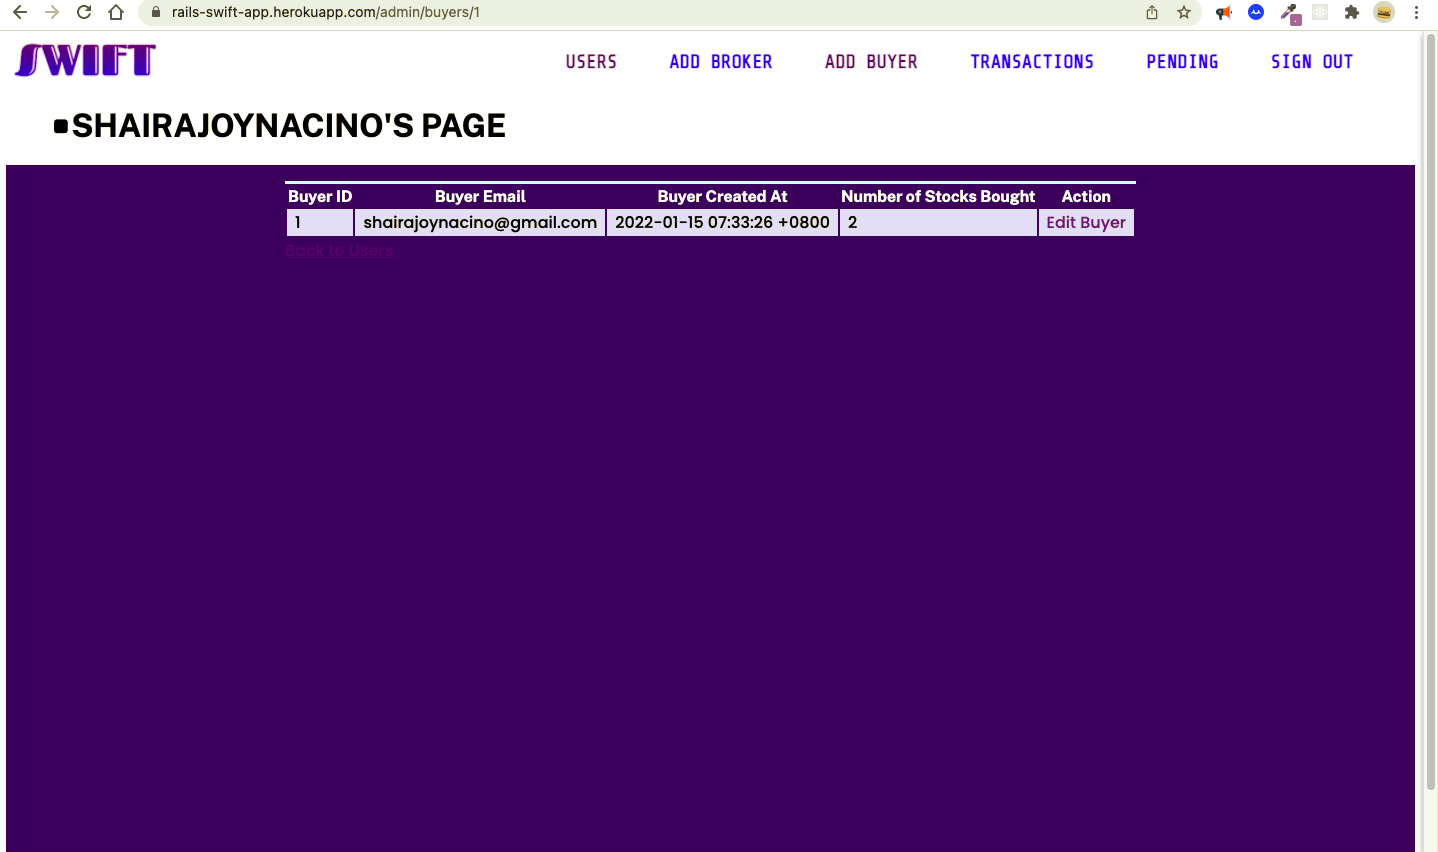 rails-swift-app.herokuapp.com/admin/buyers/1
SWIFT USERS ADD BROKER ADD BUYER TRANSACTIONS PENDING SIGN OUT
SHAIRAJOYNACINO'S PAGE
Buyer ID Buyer Email Buyer Created At Number of Stocks Bought Action
1 shairajoynacino@gmail.com 2022-01-15 07:33:26 +0800 2 Edit Buyer
Back to Users